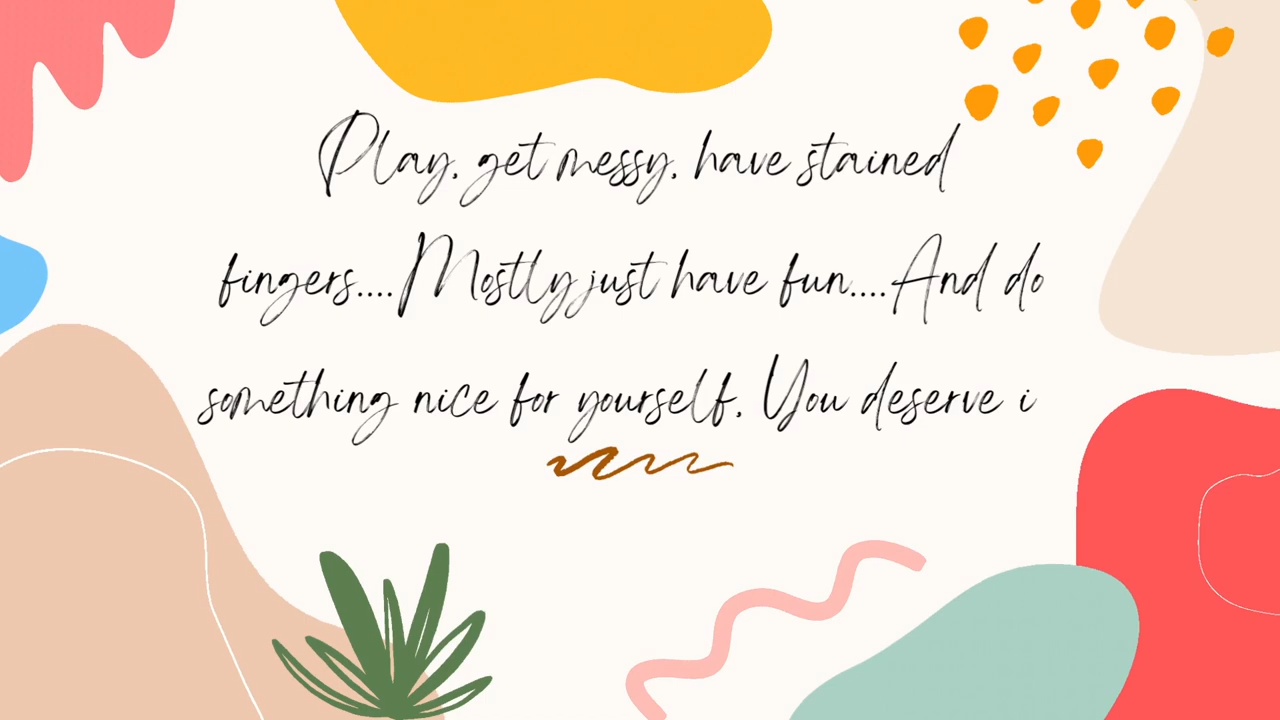 Play, get messy, have stained
fingers....Mostly just have fun....And do
something nice for yourself. You deserve i